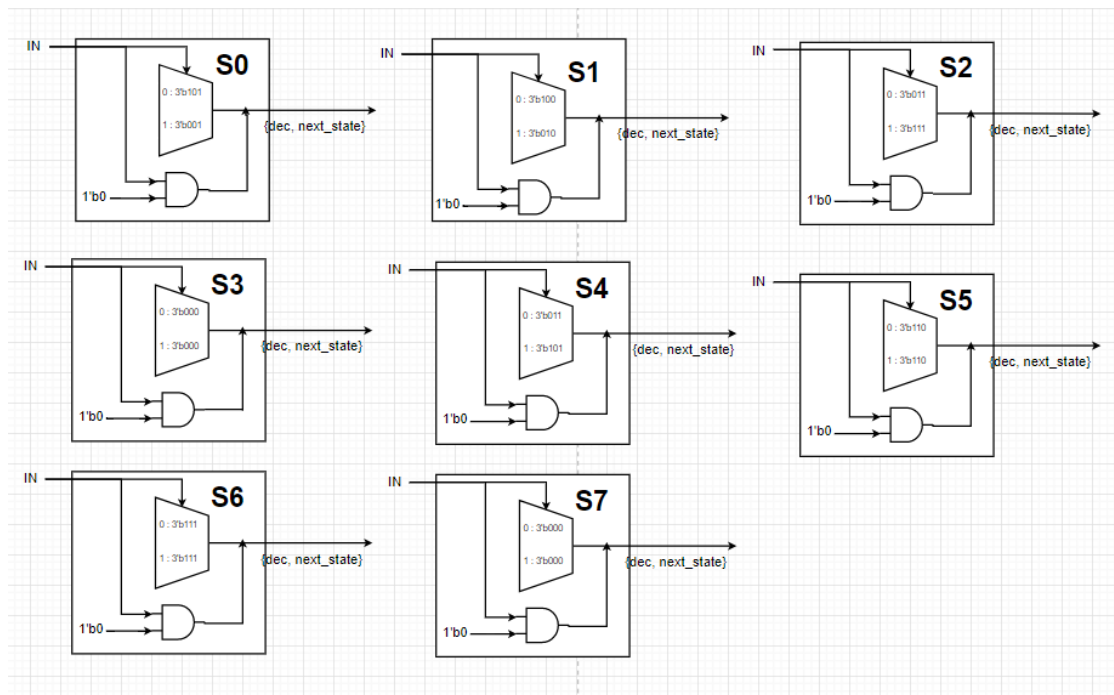 IN
S0
0 : 3'b101
1 : 3'b001
{dec, next_state}
1'b0
IN
S1
0 : 3'b100
1 : 3'b010
{dec, next_state}
1'b0
IN
S2
0 : 3'b011
1 : 3'b111
{dec, next_state}
1'b0
IN
S3
0 : 3'b000
1 : 3'b000
{dec, next_state}
1'b0
IN
S4
0 : 3'b011
1 : 3'b101
{dec, next_state}
1'b0
IN
S5
0 : 3'b110
1 : 3'b110
{dec, next_state}
1'b0
IN
S6
0 : 3'b111
1 : 3'b111
{dec, next_state}
1'b0
IN
S7
0 : 3'b000
1 : 3'b000
{dec, next_state}
1'b0